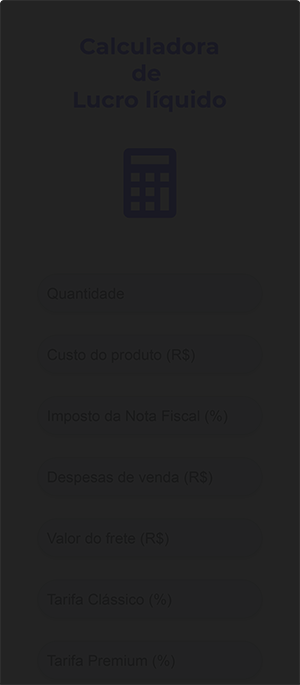 Calculadora
de
Lucro líquido
Quantidade
Custo do produto (R$)
Imposto da Nota Fiscal (%)
Despesas de venda (R$)
Valor do frete (R$)
Tarifa Clássico (%)
Tarifa Premium (%)